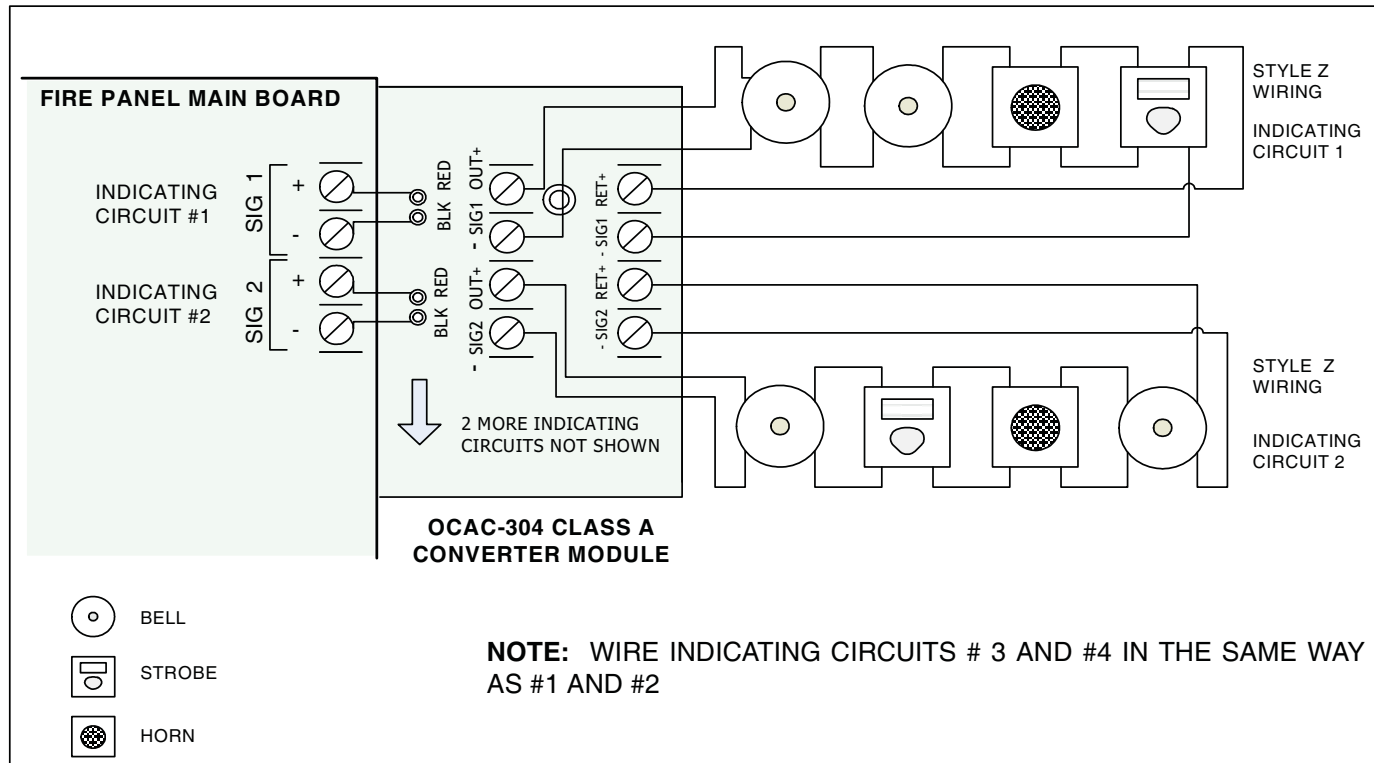 FIRE PANEL MAIN BOARD
INDICATING
CIRCUIT #1
SIG 1
+
-
INDICATING
CIRCUIT #2
SIG 2
+
-
BLK RED
BLK RED
- SIG1 OUT+
- SIG2 OUT+
- SIG1 RET+
- SIG2 RET+
2 MORE INDICATING
CIRCUITS NOT SHOWN
OCAC-304 CLASS A
CONVERTER MODULE
STYLE Z
WIRING
INDICATING
CIRCUIT 1
STYLE Z
WIRING
INDICATING
CIRCUIT 2
BELL
STROBE
HORN
NOTE: WIRE INDICATING CIRCUITS # 3 AND #4 IN THE SAME WAY
AS #1 AND #2